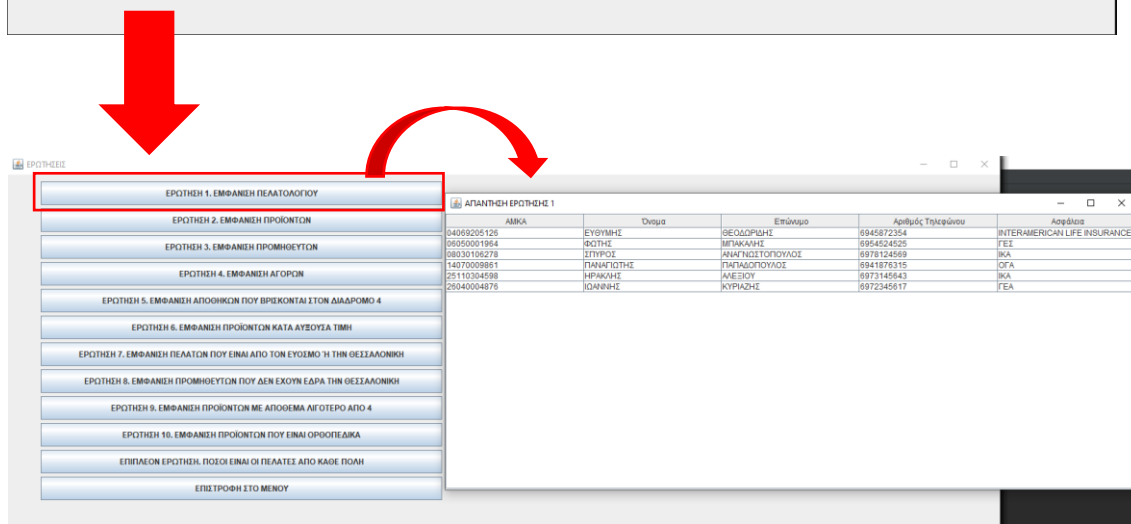 ΕΡΩΤΗΣΕΙΣ
ΕΡΩΤΗΣΗ 1. ΕΜΦΑΝΙΣΗ ΠΕΛΑΤΟΛΟΓΙΟΥ
ΕΡΩΤΗΣΗ 2. ΕΜΦΑΝΙΣΗ ΠΡΟΪΟΝΤΩΝ
ΕΡΩΤΗΣΗ 3. ΕΜΦΑΝΙΣΗ ΠΡΟΜΗΘΕΥΤΩΝ
ΕΡΩΤΗΣΗ 4. ΕΜΦΑΝΙΣΗ ΑΓΟΡΩΝ
ΕΡΩΤΗΣΗ 5. ΕΜΦΑΝΙΣΗ ΑΠΟΘΗΚΩΝ ΠΟΥ ΒΡΙΣΚΟΝΤΑΙ ΣΤΟΝ ΔΙΑΔΡΟΜΟ 4
ΕΡΩΤΗΣΗ 6. ΕΜΦΑΝΙΣΗ ΠΡΟΪΟΝΤΩΝ ΚΑΤΑ ΑΥΞΟΥΣΑ ΤΙΜΗ
ΕΡΩΤΗΣΗ 7. ΕΜΦΑΝΙΣΗ ΠΕΛΑΤΩΝ ΠΟΥ ΕΙΝΑΙ ΑΠΟ ΤΟΝ ΕΥΟΣΜΟ Ή ΤΗΝ ΘΕΣΣΑΛΟΝΙΚΗ
ΕΡΩΤΗΣΗ 8. ΕΜΦΑΝΙΣΗ ΠΡΟΜΗΘΕΥΤΩΝ ΠΟΥ ΔΕΝ ΕΧΟΥΝ ΕΔΡΑ ΤΗΝ ΘΕΣΣΑΛΟΝΙΚΗ
ΕΡΩΤΗΣΗ 9. ΕΜΦΑΝΙΣΗ ΠΡΟΪΟΝΤΩΝ ΜΕ ΑΠΟΘΕΜΑ ΛΙΓΟΤΕΡΟ ΑΠΟ 4
ΕΡΩΤΗΣΗ 10. ΕΜΦΑΝΙΣΗ ΠΡΟΪΟΝΤΩΝ ΠΟΥ ΕΙΝΑΙ ΟΡΘΟΠΕΔΙΚΑ
ΕΠΙΠΛΕΟΝ ΕΡΩΤΗΣΗ. ΠΟΣΟΙ ΕΙΝΑΙ ΟΙ ΠΕΛΑΤΕΣ ΑΠΟ ΚΑΘΕ ΠΟΛΗ
ΕΠΙΣΤΡΟΦΗ ΣΤΟ ΜΕΝΟΥ
ΑΠΑΝΤΗΣΗ ΕΡΩΤΗΣΗΣ 1
ΑΜΚΑ Όνομα Επώνυμο Αριθμός Τηλεφώνου Ασφάλεια
04069205126 ΕΥΘΥΜΗΣ ΘΕΟΔΩΡΙΔΗΣ 6945872354 INTERAMERICAN LIFE INSURANCE
06050001964 ΦΩΤΗΣ ΜΠΑΚΑΛΗΣ 6954524525 ΓΕΣ
08030106278 ΣΠΥΡΟΣ ΑΝΑΓΝΩΣΤΟΠΟΥΛΟΣ 6978124569 ΙΚΑ
14070009861 ΠΑΝΑΓΙΩΤΗΣ ΠΑΠΑΔΟΠΟΥΛΟΣ 6941876315 ΟΓΑ
25110304598 ΗΡΑΚΛΗΣ ΑΛΕΞΙΟΥ 6973145643 ΙΚΑ
26040004876 ΙΩΑΝΝΗΣ ΚΥΡΙΑΖΗΣ 6972345617 ΓΕΑ